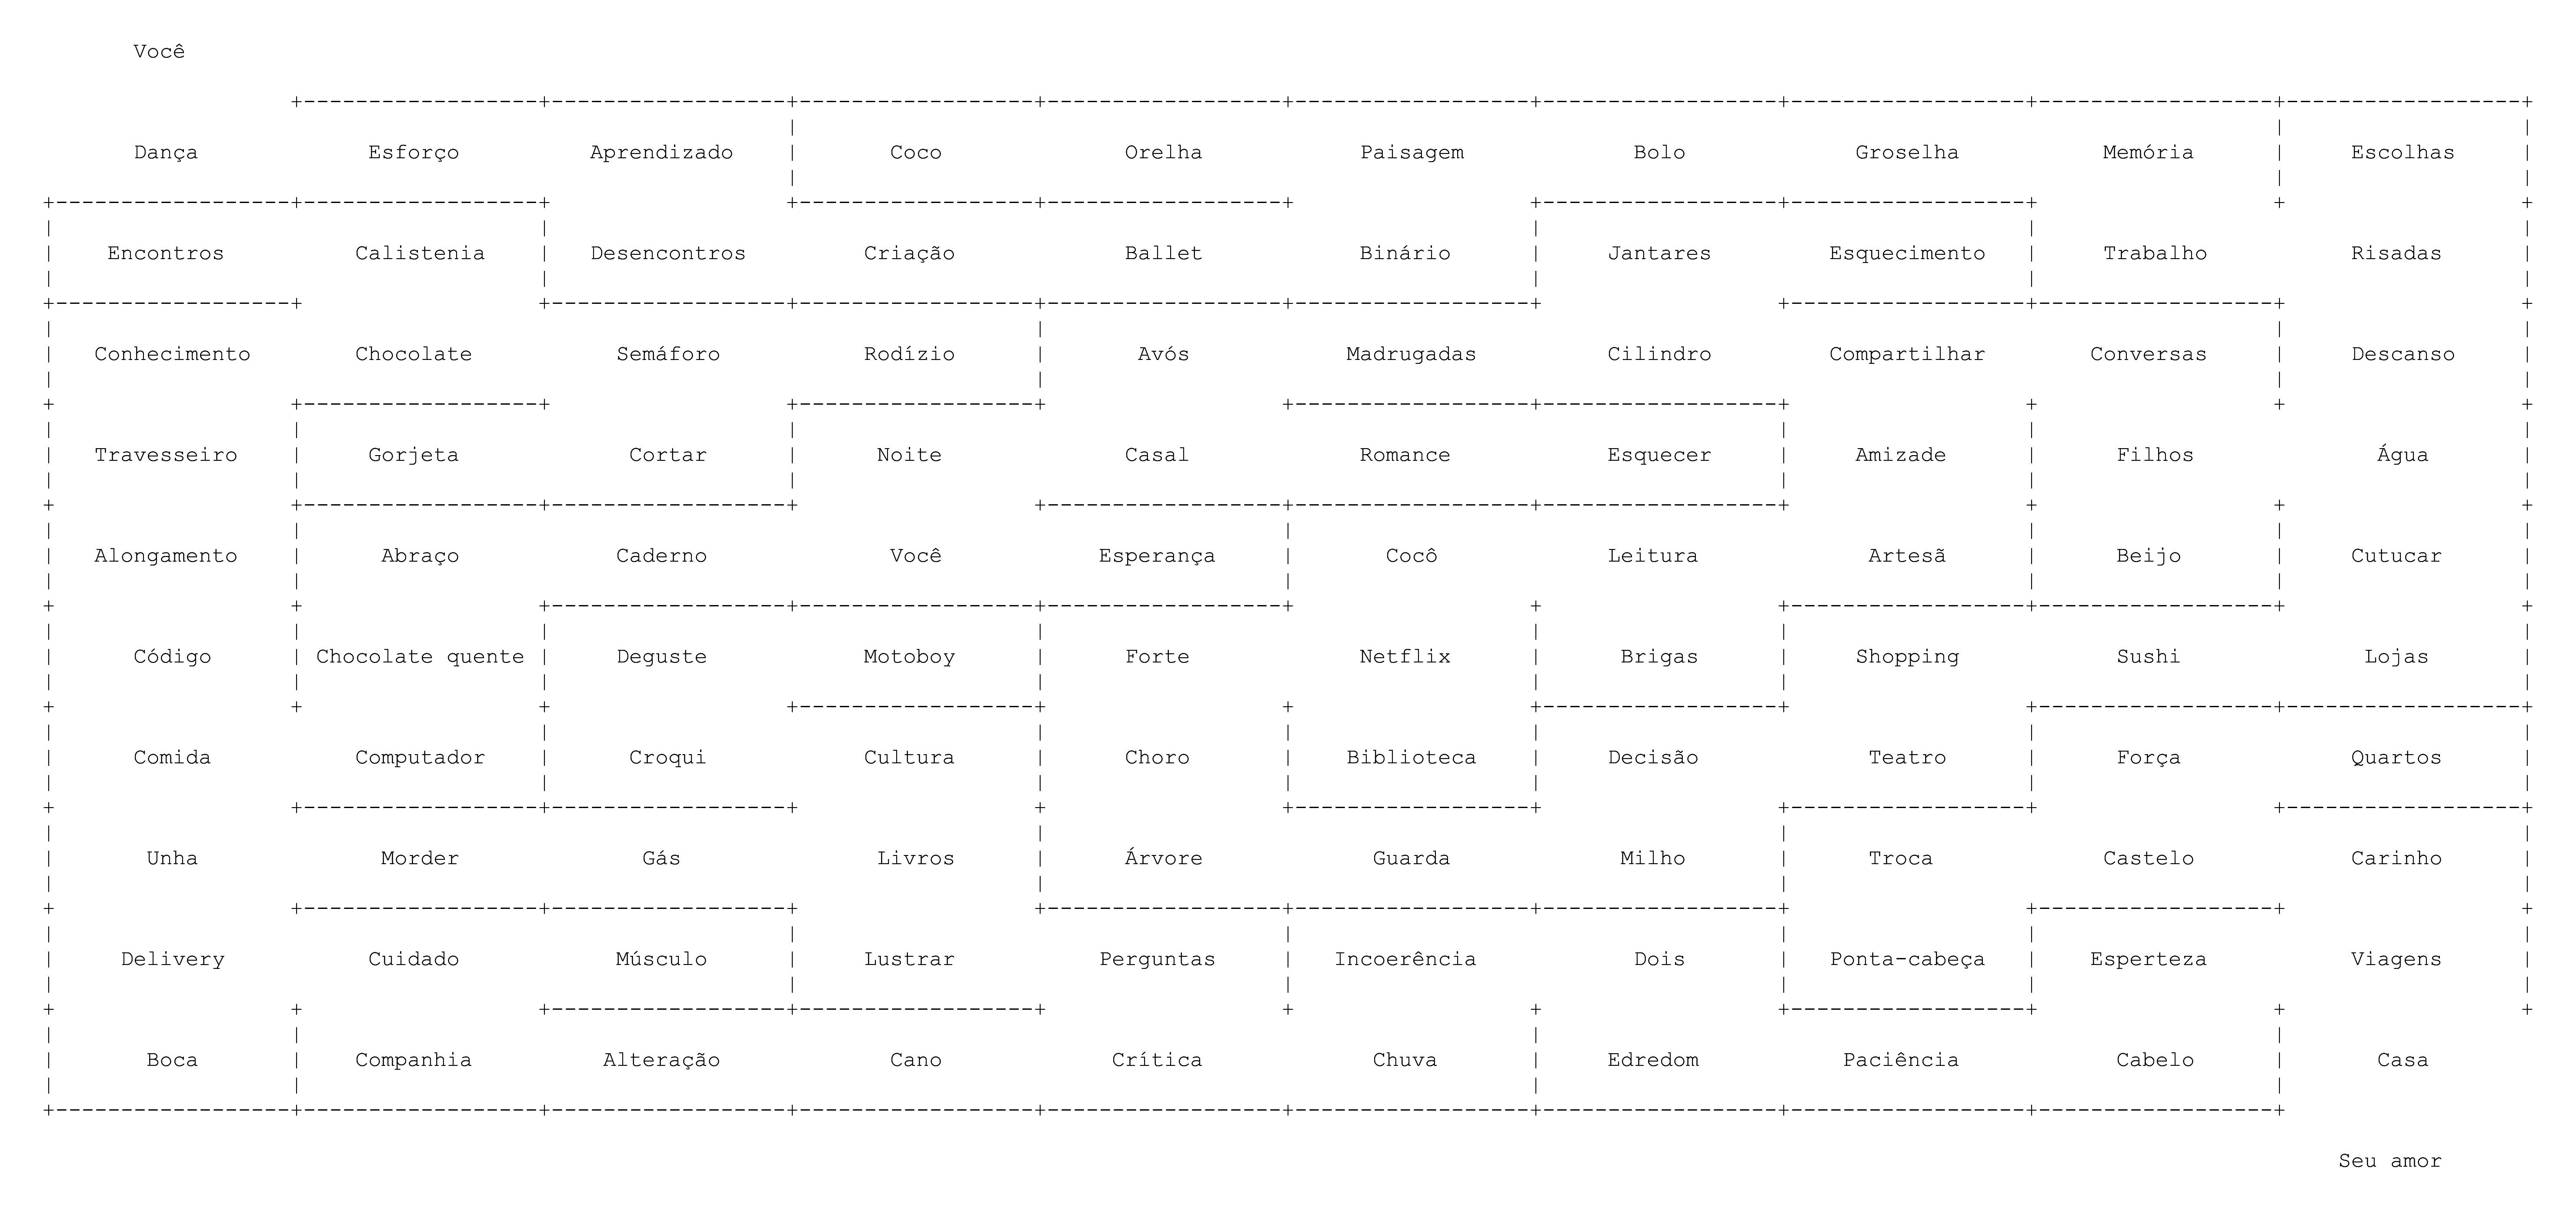 Você
Dança Esforço Aprendizado Coco Orelha Paisagem Bolo Groselha Memória Escolhas
Encontros Calistenia Desencontros Criação Ballet Binário Jantares Esquecimento Trabalho Risadas
Conhecimento Chocolate Semáforo Rodízio Avós Madrugadas Cilindro Compartilhar Conversas Descanso
Travesseiro Gorjeta Cortar Noite Casal Romance Esquecer Amizade Filhos Água
Alongamento Abraço Caderno Você Esperança Cocô Leitura Artesã Beijo Cutucar
Código Chocolate quente Deguste Motoboy Forte Netflix Brigas Shopping Sushi Lojas
Comida Computador Croqui Cultura Choro Biblioteca Decisão Teatro Força Quartos
Unha Morder Gás Livros Árvore Guarda Milho Troca Castelo Carinho
Delivery Cuidado Músculo Lustrar Perguntas Incoerência Dois Ponta-cabeça Esperteza Viagens
Boca Companhia Alteração Cano Crítica Chuva Edredom Paciência Cabelo Casa
Seu amor